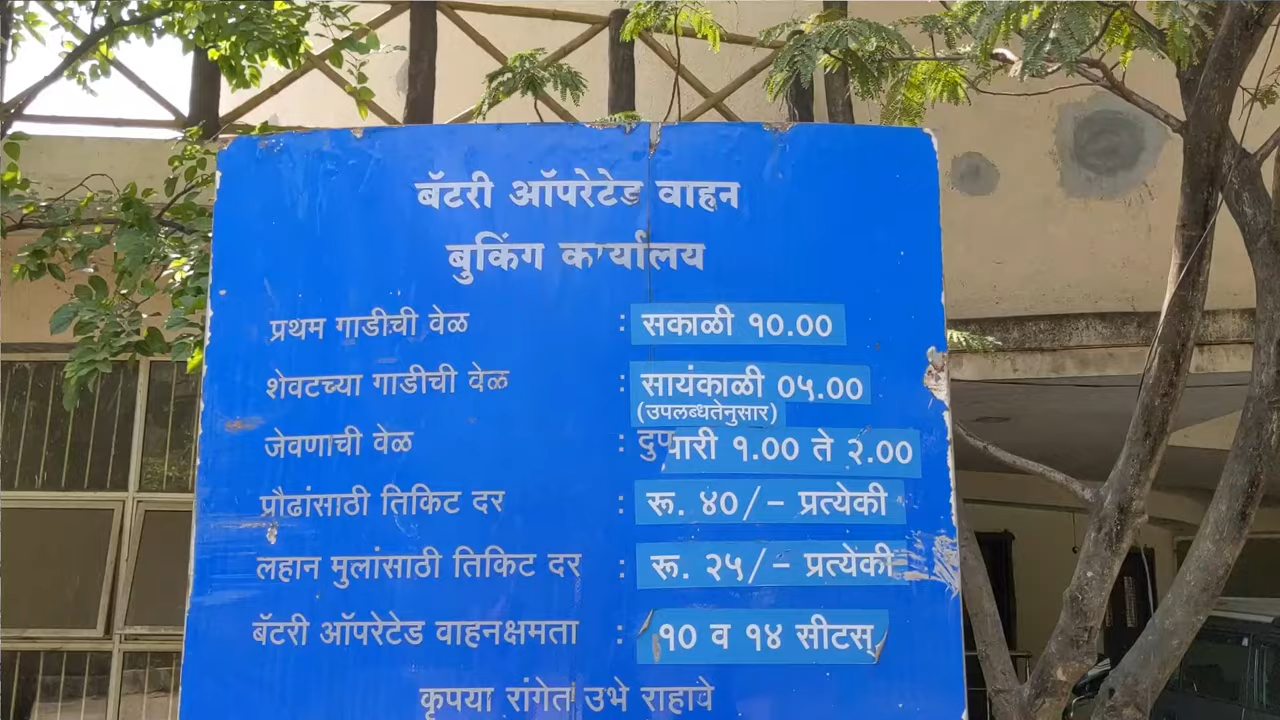 बॅटरी ऑपरेटेड वाहन
बुकिंग कार्यालय
प्रथम गाडीची वेळ : सकाळी १०.००
शेवटच्या गाडीची वेळ : सायंकाळी ०५.००
(उपलब्धतेनुसार)
जेवणाची वेळ : दुपारी १.०० ते २.००
प्रौढांसाठी तिकिट दर : रू. ४०/– प्रत्येकी
लहान मुलांसाठी तिकिट दर : रू. २५/– प्रत्येकी
बॅटरी ऑपरेटेड वाहनक्षमता : १० व १४ सीटस्
कृपया रांगेत उभे राहावे